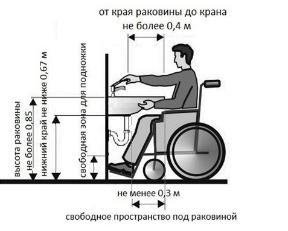 от края раковины до крана
не более 0,4 м
высота раковины
не более 0,85
нижний край не ниже 0,67 м
свободная зона для подножки
не менее 0,3 м
свободное пространство под раковиной